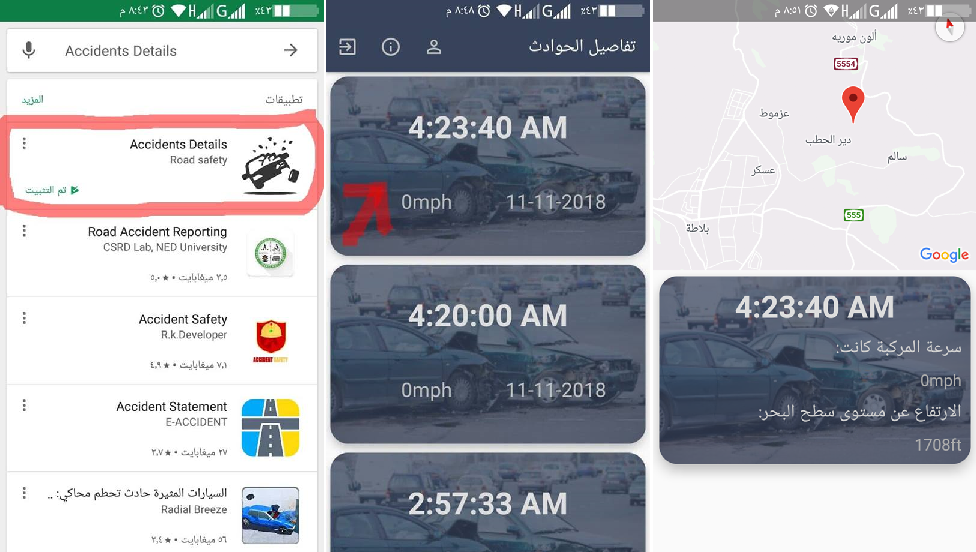 ٨:٤٣ م
H
G
٤٣٪
Accidents Details
تطبيقات
المزيد
Accidents Details
Road safety
تم التثبيت
Road Accident Reporting
CSRD Lab, NED University
٣,٥ ميغابايت • ٥,٠ ★
Accident Safety
R.k.Developer
ACCIDENT SAFETY
٧,١ ميغابايت • ٤,٩ ★
Accident Statement
E-ACCIDENT
٢٧ ميغابايت • ٣,٧ ★
السيارات المثيرة حادث تحطم محاكي: ..
Radial Breeze
٥٦ ميغابايت • ٣,٤ ★
٨:٤٨ م
H
G
٤٣٪
تفاصيل الحوادث
4:23:40 AM
0mph
11-11-2018
4:20:00 AM
0mph
11-11-2018
2:57:33 AM
٨:٥١ م
H
G
٤٣٪
ألون موريه
5554
عزموط
دير الحطب
سالم
عسكر
555
بلاطة
Google
4:23:40 AM
سرعة المركبة كانت:
0mph
الارتفاع عن مستوى سطح البحر:
1708ft